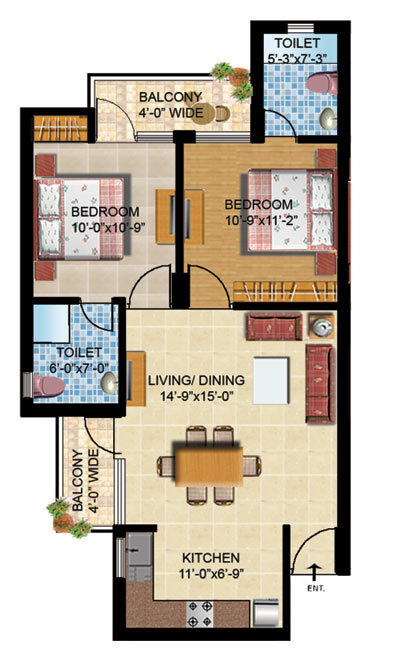 TOILET
5'-3"x7'-3"
BALCONY
4'-0" WIDE
BEDROOM
10'-0"x10'-9"
BEDROOM
10'-9"x11'-2"
TOILET
6'-0"x7'-0"
LIVING/ DINING
14'-9"x15'-0"
BALCONY
4'-0" WIDE
KITCHEN
11'-0"x6'-9"
ENT.